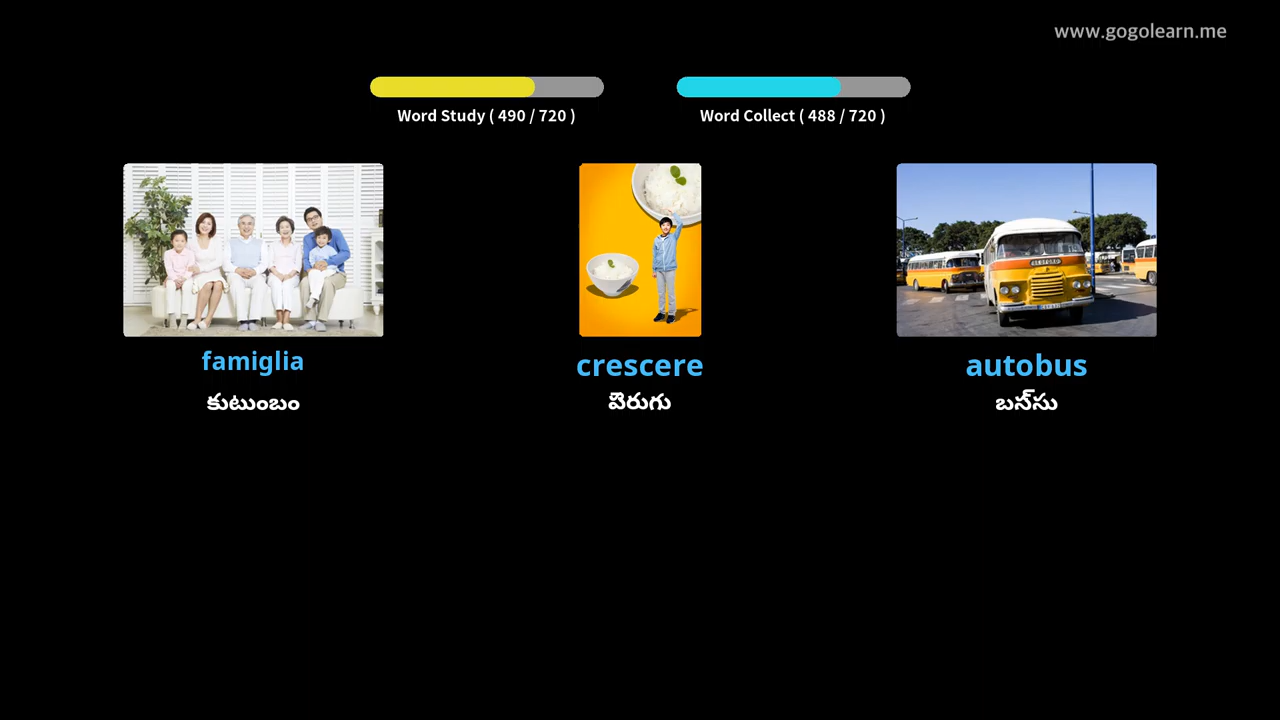 www.gogolearn.me
Word Study ( 490 / 720 )
Word Collect ( 488 / 720 )
famiglia
crescere
autobus
కుటుంబం
పెరుగు
బస్‌సు